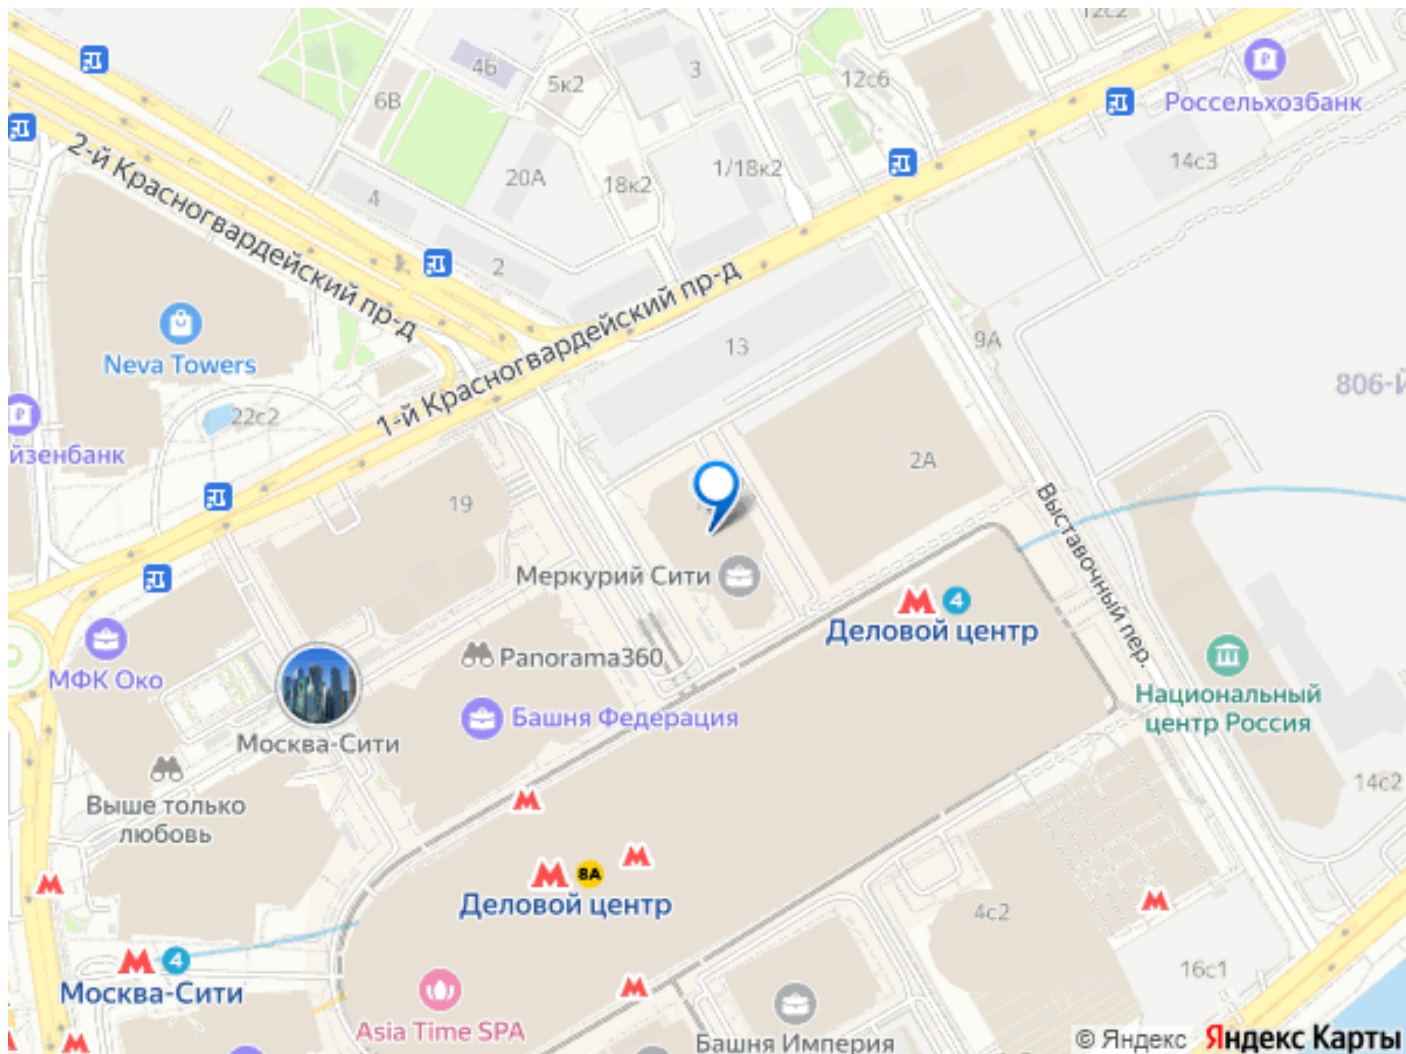 12с2
4Б
3
5к2
12с6
6В
Россельхозбанк
14с3
1/18к2
20А
18к2
4
2-й Красногвардейский пр-д
2
1-й Красногвардейский пр-д
13
9А
Neva Towers
806-Й
22с2
йзенбанк
2А
19
Выставочный пер.
Меркурий Сити
4
Деловой центр
Panorama360
МФК Око
Национальный
центр Россия
Башня Федерация
Москва-Сити
14с2
Выше только
любовь
8А
Деловой центр
4с2
4
Москва-Сити
16с1
Asia Time SPA
Башня Империя
© Яндекс Яндекс Карты